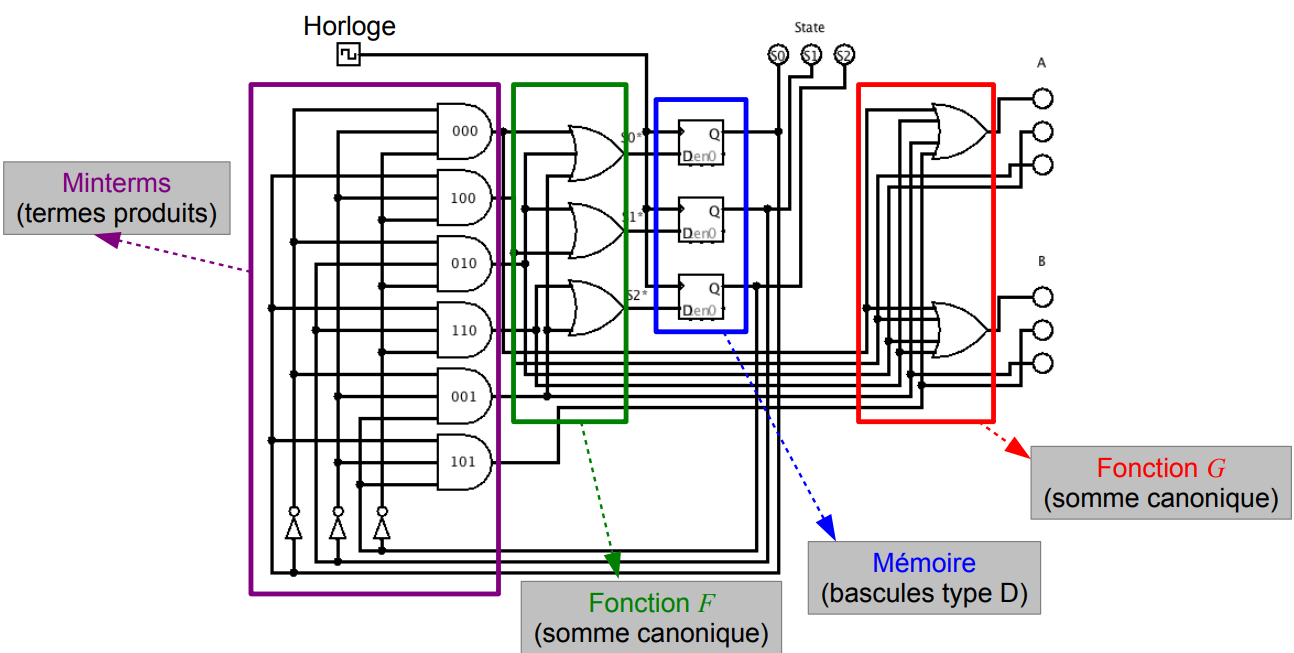 Horloge
State
S0 S1 S2
A
000
S0*
Q
D en0
Minterms
(termes produits)
100
S1*
Q
D en0
010
B
S2*
Q
D en0
110
001
101
Fonction G
(somme canonique)
Mémoire
(bascules type D)
Fonction F
(somme canonique)